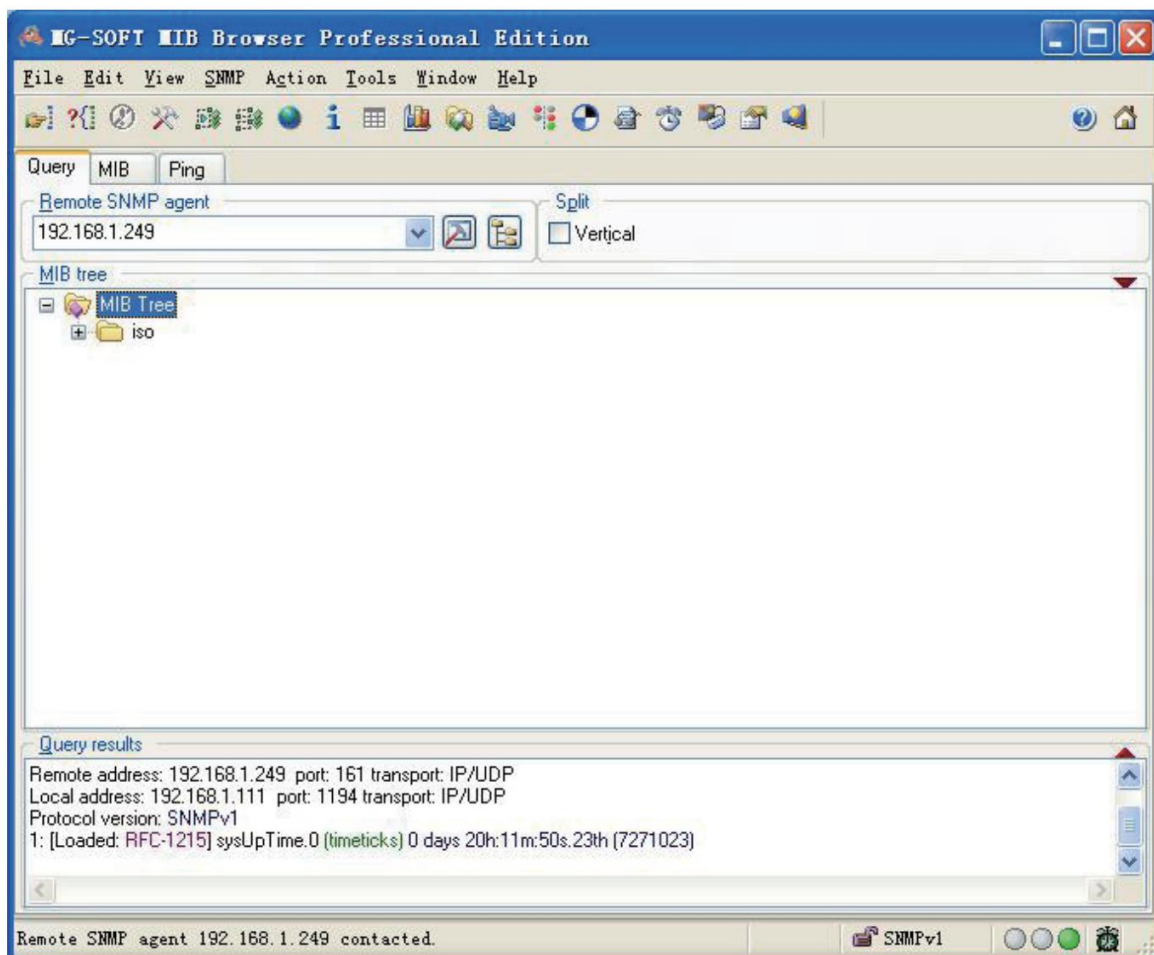 MG-SOFT MIB Browser Professional Edition
File Edit View SNMP Action Tools Window Help
Query MIB Ping
Remote SNMP agent
Split
192.168.1.249
Vertical
MIB tree
MIB Tree
iso
Query results
Remote address: 192.168.1.249 port: 161 transport: IP/UDP
Local address: 192.168.1.111 port: 1194 transport: IP/UDP
Protocol version: SNMPv1
1: [Loaded: RFC-1215] sysUpTime.0 (timeticks) 0 days 20h:11m:50s.23th (7271023)
Remote SNMP agent 192.168.1.249 contacted. SNMPv1